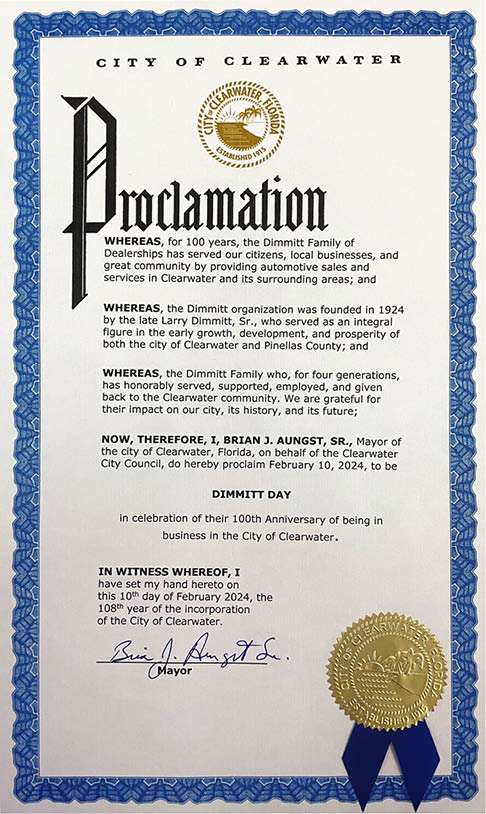 CITY OF CLEARWATER
CITY OF CLEARWATER, FLORIDA
ESTABLISHED 1915
Proclamation
WHEREAS, for 100 years, the Dimmitt Family of
Dealerships has served our citizens, local businesses, and
great community by providing automotive sales and
services in Clearwater and its surrounding areas; and
WHEREAS, the Dimmitt organization was founded in 1924
by the late Larry Dimmitt, Sr., who served as an integral
figure in the early growth, development, and prosperity of
both the city of Clearwater and Pinellas County; and
WHEREAS, the Dimmitt Family who, for four generations,
has honorably served, supported, employed, and given
back to the Clearwater community. We are grateful for
their impact on our city, its history, and its future;
NOW, THEREFORE, I, BRIAN J. AUNGST, SR., Mayor of
the city of Clearwater, Florida, on behalf of the Clearwater
City Council, do hereby proclaim February 10, 2024, to be
DIMMITT DAY
in celebration of their 100th Anniversary of being in
business in the City of Clearwater.
IN WITNESS WHEREOF, I
have set my hand hereto on
this 10th day of February 2024, the
108th year of the incorporation
of the City of Clearwater.
Brian J. Aungst Sr.
Mayor
CITY OF CLEARWATER, FLORIDA
ESTABLISHED 1915